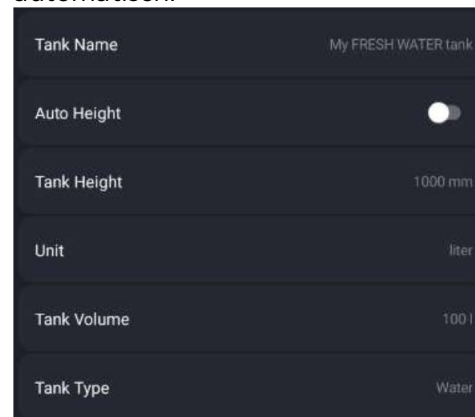 Tank Name My FRESH WATER tank
Auto Height
Tank Height 1000 mm
Unit liter
Tank Volume 100 l
Tank Type Water